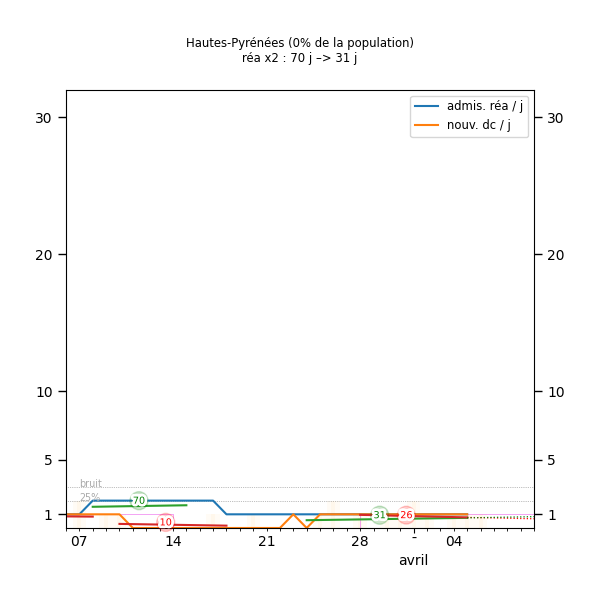 Hautes-Pyrénées (0% de la population)
réa x2 : 70 j –> 31 j
admis. réa / j
nouv. dc / j
30 30
20 20
10 10
5 5
bruit
25%
70
1 10 31 26 1
07 14 21 28 - 04
avril